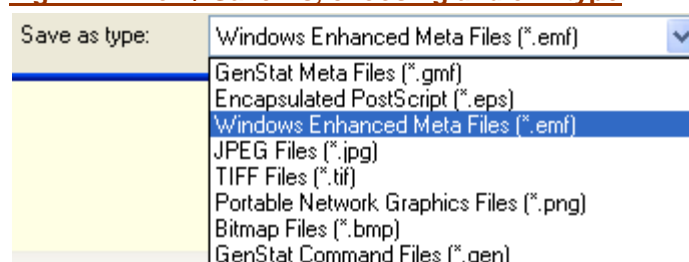 Save as type:
Windows Enhanced Meta Files (*.emf)
GenStat Meta Files (*.gmf)
Encapsulated PostScript (*.eps)
Windows Enhanced Meta Files (*.emf)
JPEG Files (*.jpg)
TIFF Files (*.tif)
Portable Network Graphics Files (*.png)
Bitmap Files (*.bmp)
GenStat Command Files (*.gen)